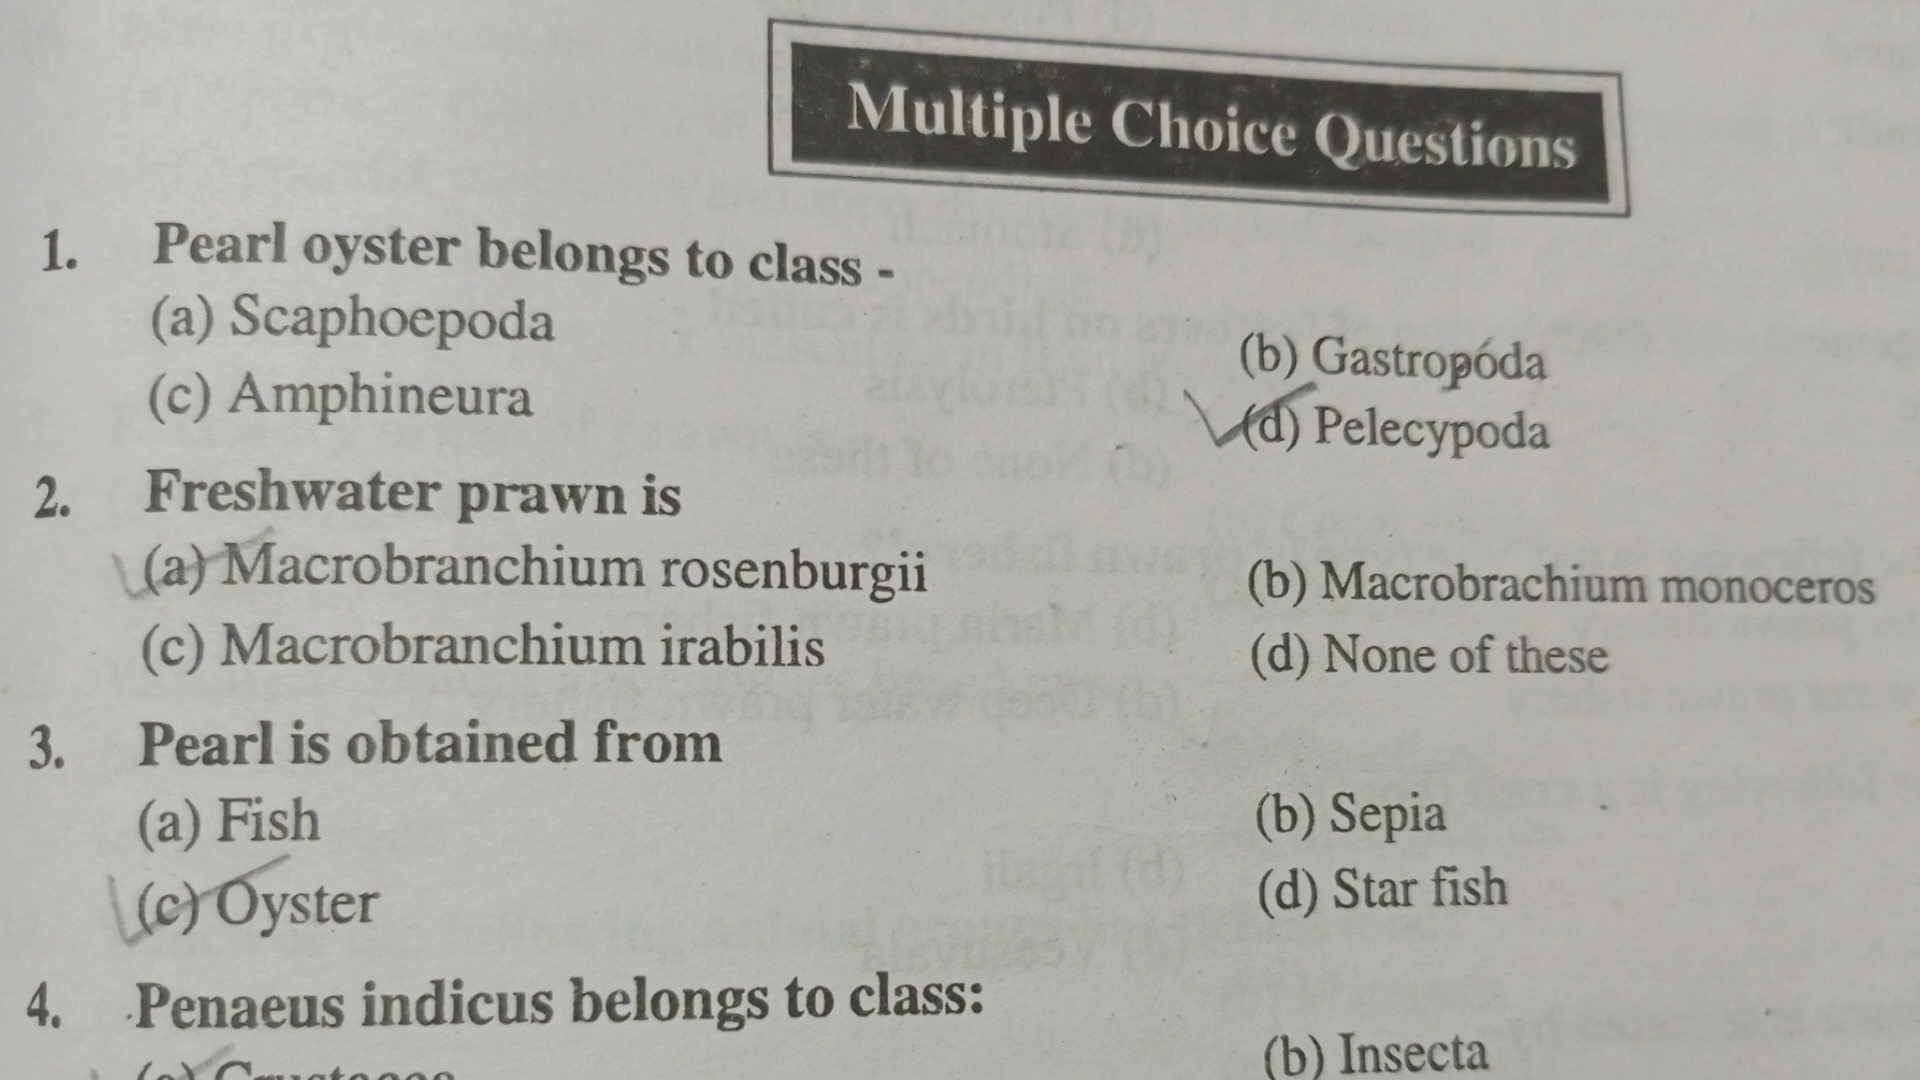 Multiple Choice Questions
1. Pearl oyster belongs to class -
(a) Scaphoepoda
(b) Gastropóda
(c) Amphineura
(d) Pelecypoda
2. Freshwater prawn is
(a) Macrobranchium rosenburgii
(b) Macrobrachium monoceros
(c) Macrobranchium irabilis
(d) None of these
3. Pearl is obtained from
(a) Fish
(b) Sepia
(c) Oyster
(d) Star fish
4. Penaeus indicus belongs to class:
(a) Crustacea
(b) Insecta